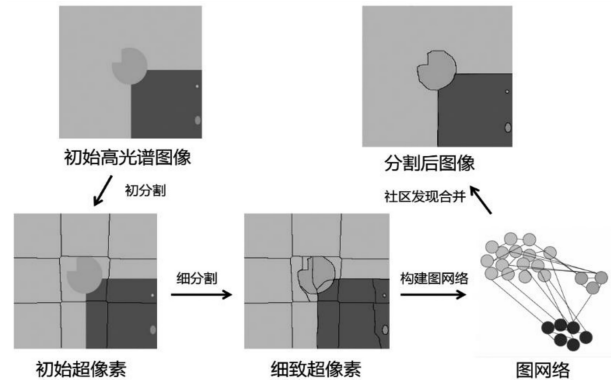 初始高光谱图像
分割后图像
初分割
社区发现合并
细分割
构建图网络
初始超像素
细致超像素
图网络